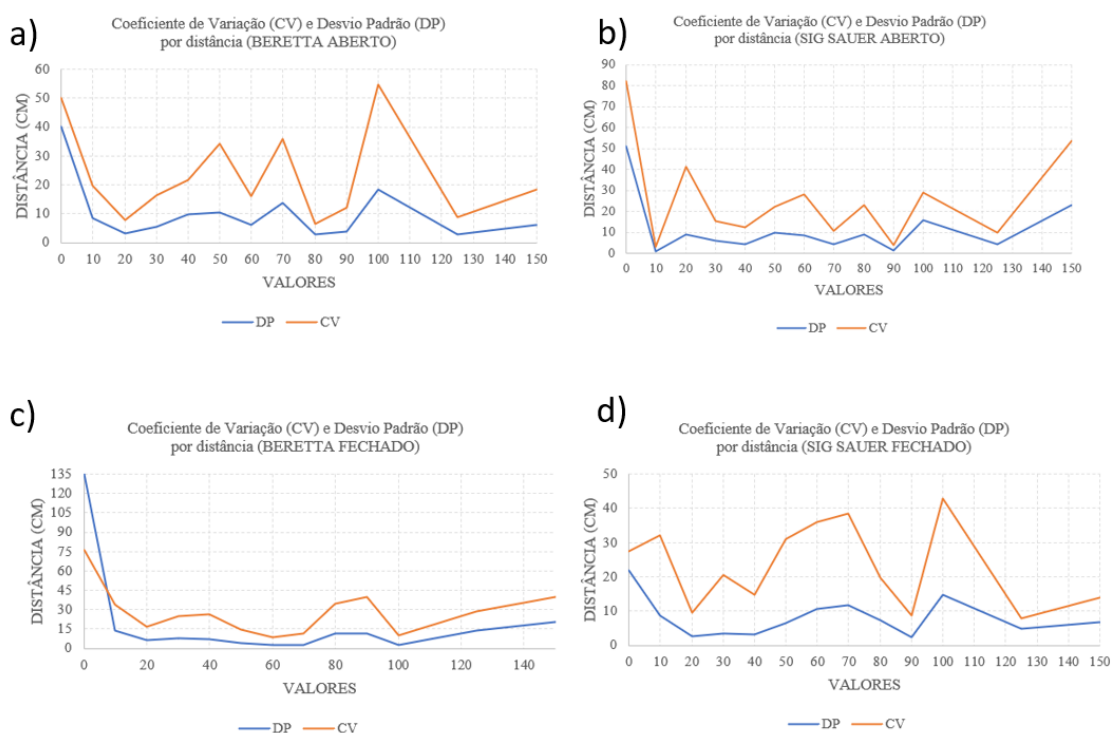 a)
Coeficiente de Variação (CV) e Desvio Padrão (DP)
por distância (BERETTA ABERTO)
60
50
40
30
20
10
0
DISTÂNCIA (CM)
0 10 20 30 40 50 60 70 80 90 100 110 120 130 140 150
VALORES
DP CV
b)
Coeficiente de Variação (CV) e Desvio Padrão (DP)
por distância (SIG SAUER ABERTO)
90
80
70
60
50
40
30
20
10
0
DISTÂNCIA (CM)
0 10 20 30 40 50 60 70 80 90 100 110 120 130 140 150
VALORES
DP CV
c)
Coeficiente de Variação (CV) e Desvio Padrão (DP)
por distância (BERETTA FECHADO)
135
120
105
90
75
60
45
30
15
0
DISTÂNCIA (CM)
0 20 40 60 80 100 120 140
VALORES
DP CV
d)
Coeficiente de Variação (CV) e Desvio Padrão (DP)
por distância (SIG SAUER FECHADO)
50
40
30
20
10
0
DISTÂNCIA (CM)
0 10 20 30 40 50 60 70 80 90 100 110 120 130 140 150
VALORES
DP CV